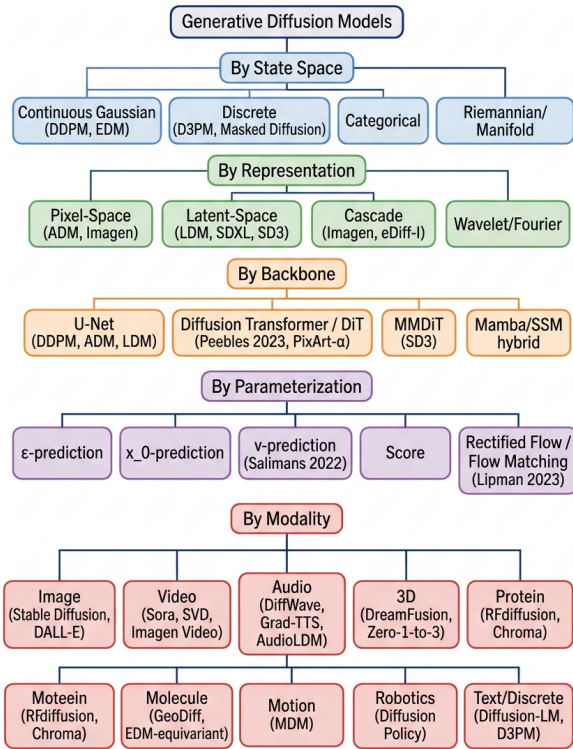 Generative Diffusion Models
By State Space
Continuous Gaussian
(DDPM, EDM)
Discrete
(D3PM, Masked Diffusion)
Categorical
Riemannian/
Manifold
By Representation
Pixel-Space
(ADM, Imagen)
Latent-Space
(LDM, SDXL, SD3)
Cascade
(Imagen, eDiff-I)
Wavelet/Fourier
By Backbone
U-Net
(DDPM, ADM, LDM)
Diffusion Transformer / DiT
(Peebles 2023, PixArt-α)
MMDiT
(SD3)
Mamba/SSM
hybrid
By Parameterization
ε-prediction
x_0-prediction
v-prediction
(Salimans 2022)
Score
Rectified Flow /
Flow Matching
(Lipman 2023)
By Modality
Image
(Stable Diffusion,
DALL-E)
Video
(Sora, SVD,
Imagen Video)
Audio
(DiffWave,
Grad-TTS,
AudioLDM)
3D
(DreamFusion,
Zero-1-to-3)
Protein
(RFdiffusion,
Chroma)
Moteein
(RFdiffusion,
Chroma)
Molecule
(GeoDiff,
EDM-equivariant)
Motion
(MDM)
Robotics
(Diffusion
Policy)
Text/Discrete
(Diffusion-LM,
D3PM)